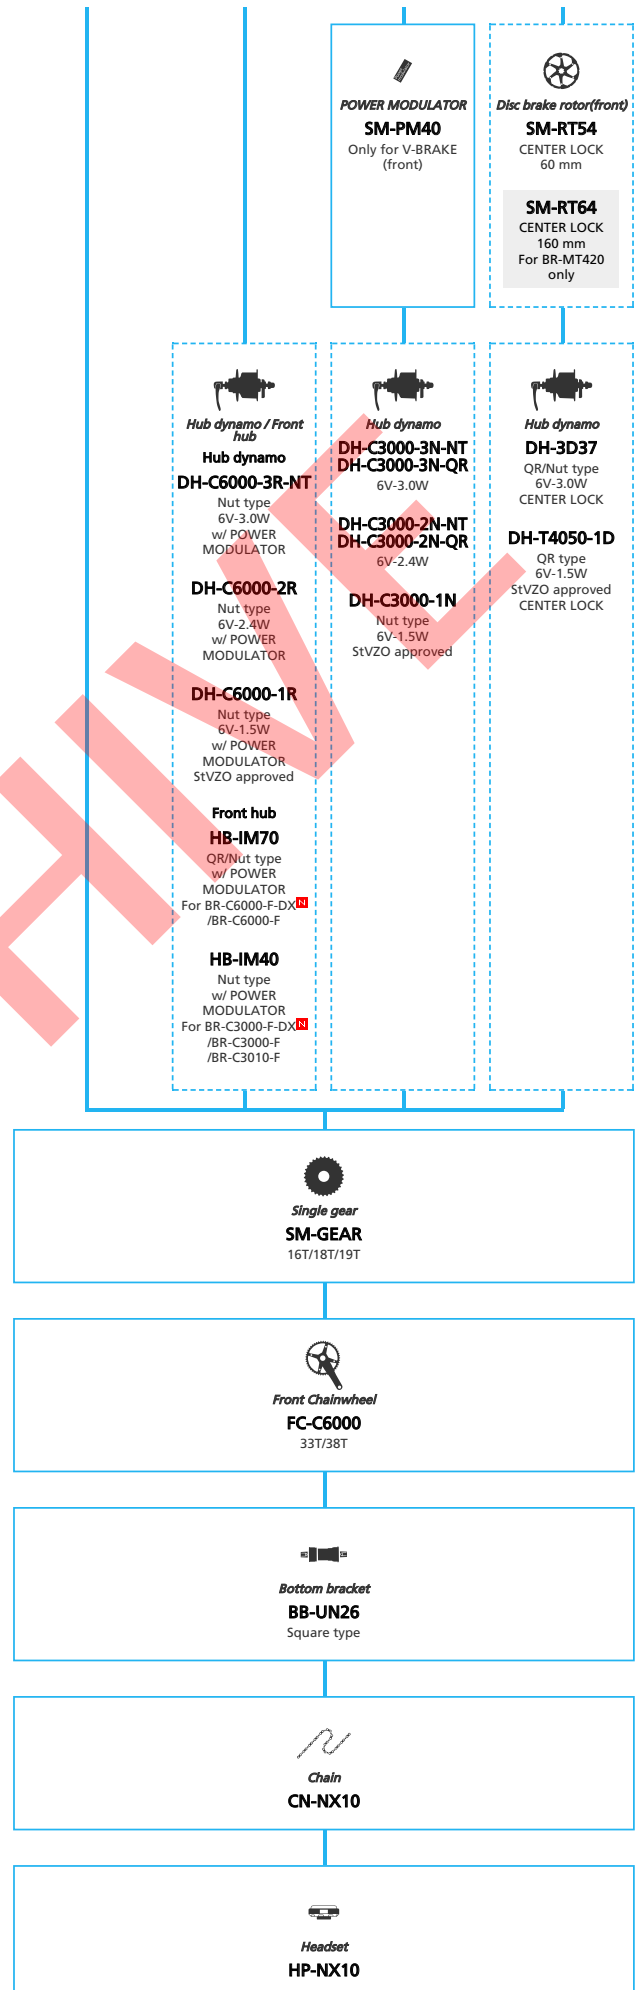 POWER MODULATOR
SM-PM40
Only for V-BRAKE
(front)
Disc brake rotor(front)
SM-RT54
CENTER LOCK
60 mm
SM-RT64
CENTER LOCK
160 mm
For BR-MT420
only
Hub dynamo / Front
hub
Hub dynamo
DH-C6000-3R-NT
Nut type
6V-3.0W
w/ POWER
MODULATOR
DH-C6000-2R
Nut type
6V-2.4W
w/ POWER
MODULATOR
DH-C6000-1R
Nut type
6V-1.5W
w/ POWER
MODULATOR
StVZO approved
Front hub
HB-IM70
QR/Nut type
w/ POWER
MODULATOR
For BR-C6000-F-DX N
/BR-C6000-F
HB-IM40
Nut type
w/ POWER
MODULATOR
For BR-C3000-F-DX N
/BR-C3000-F
/BR-C3010-F
Hub dynamo
DH-C3000-3N-NT
DH-C3000-3N-QR
6V-3.0W
DH-C3000-2N-NT
DH-C3000-2N-QR
6V-2.4W
DH-C3000-1N
Nut type
6V-1.5W
StVZO approved
Hub dynamo
DH-3D37
QR/Nut type
6V-3.0W
CENTER LOCK
DH-T4050-1D
QR type
6V-1.5W
StVZO approved
CENTER LOCK
HIVE
Single gear
SM-GEAR
16T/18T/19T
Front Chainwheel
FC-C6000
33T/38T
Bottom bracket
BB-UN26
Square type
Chain
CN-NX10
Headset
HP-NX10